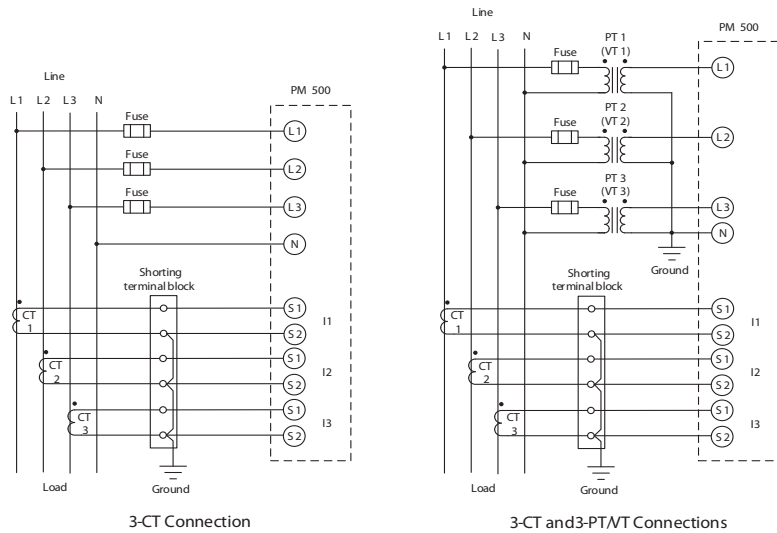 Line
L1 L2 L3 N
PM 500
Fuse
L1
Fuse
L2
Fuse
L3
N
Shorting
terminal block
CT
1
S1
I1
S2
CT
2
S1
I2
S2
CT
3
S1
I3
S2
Load
Ground
3-CT Connection
Line
L1 L2 L3 N
PM 500
PT 1
(VT 1)
Fuse
L1
PT 2
(VT 2)
Fuse
L2
PT 3
(VT 3)
Fuse
L3
N
Ground
Shorting
terminal block
CT
1
S1
I1
S2
CT
2
S1
I2
S2
CT
3
S1
I3
S2
Load
Ground
3-CT and3-PT/VT Connections